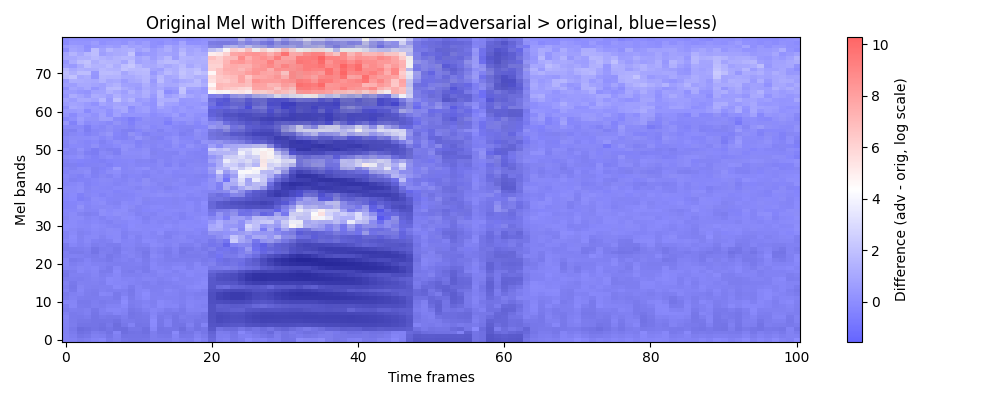 Original Mel with Differences (red=adversarial > original, blue=less)
Mel bands
70
60
50
40
30
20
10
0
0 20 40 60 80 100
Time frames
10
8
6
4
2
0
Difference (adv - orig, log scale)